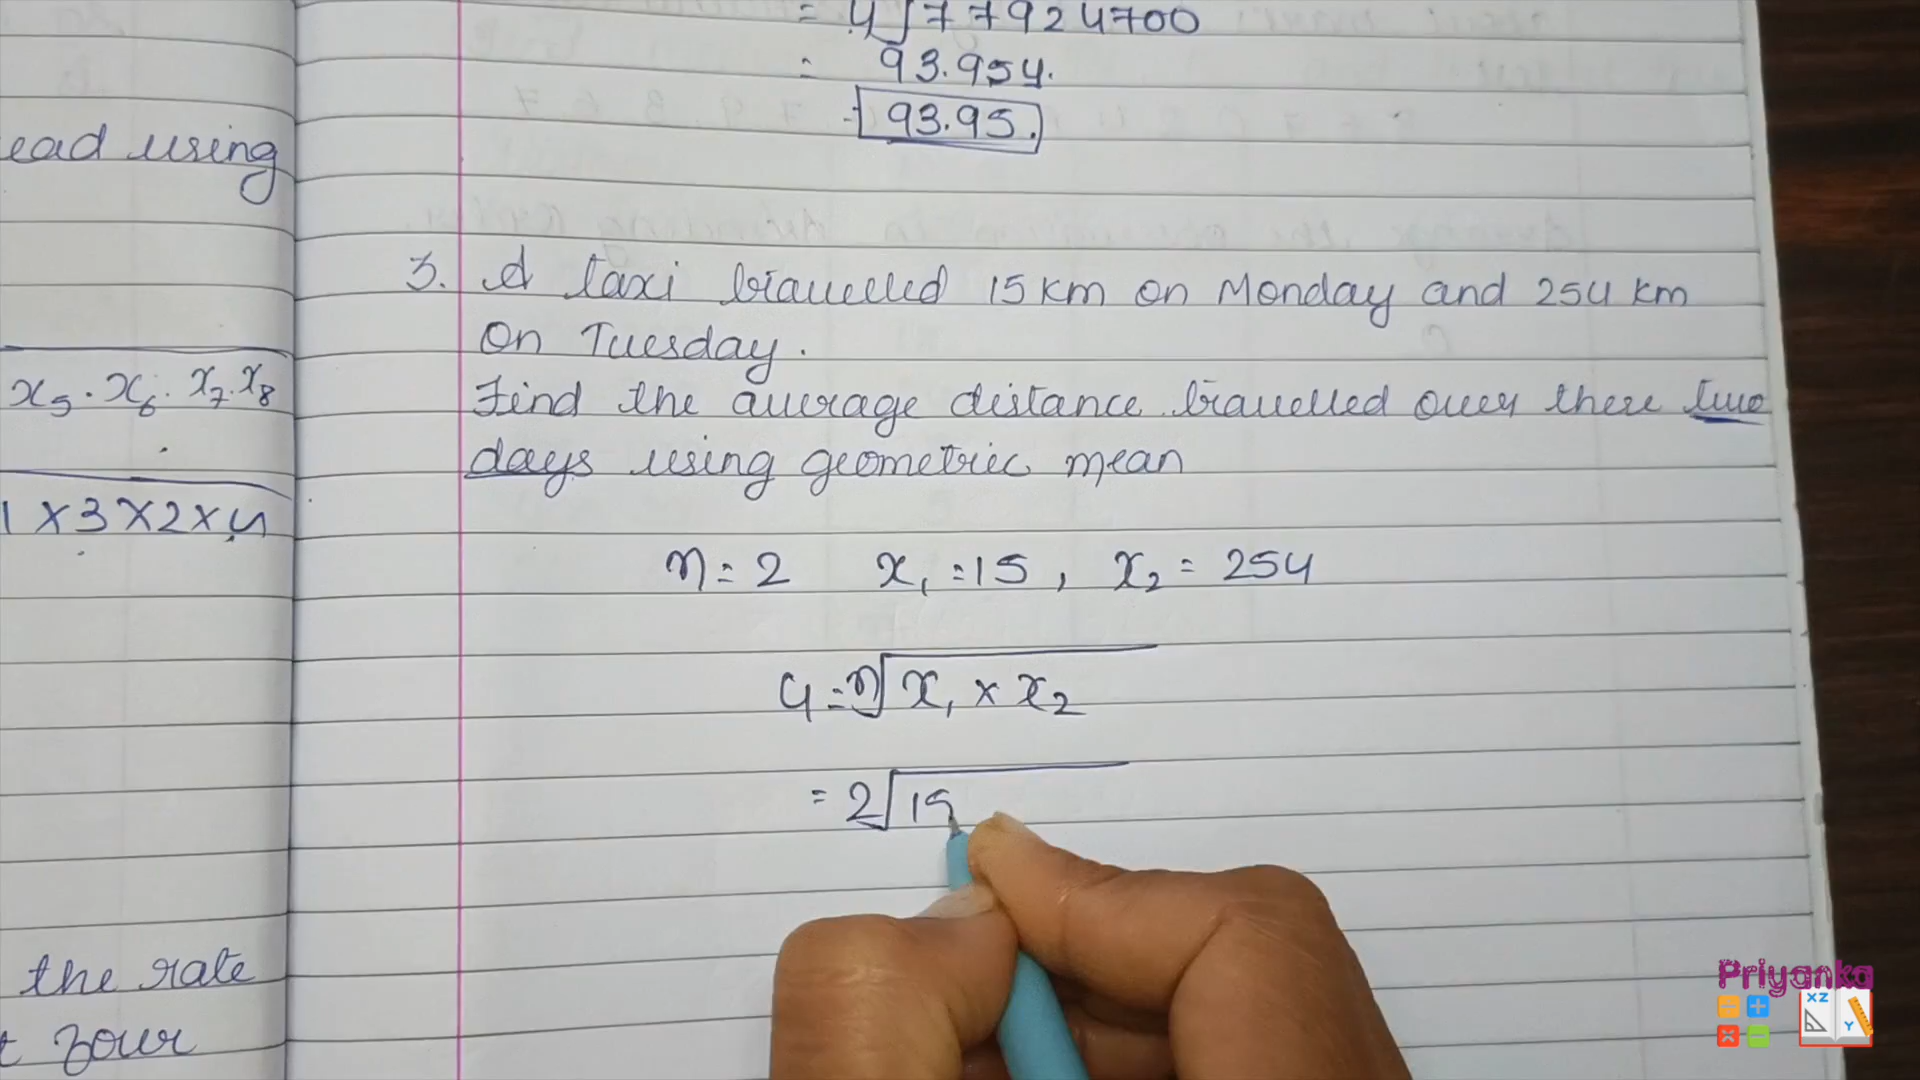 ead using
x₅ . x₆ . x₇ . x₈
1 x 3 x 2 x 4
the rate
four
= 4√77924700
= 93.954.
93.95.
3. A taxi travelled 15 km on Monday and 254 km
On Tuesday.
Find the average distance travelled over these two
days using geometric mean
n = 2 x₁ = 15 , x₂ = 254
G = n√x₁ × x₂
= 2√15
Priyanka
XZ
Y